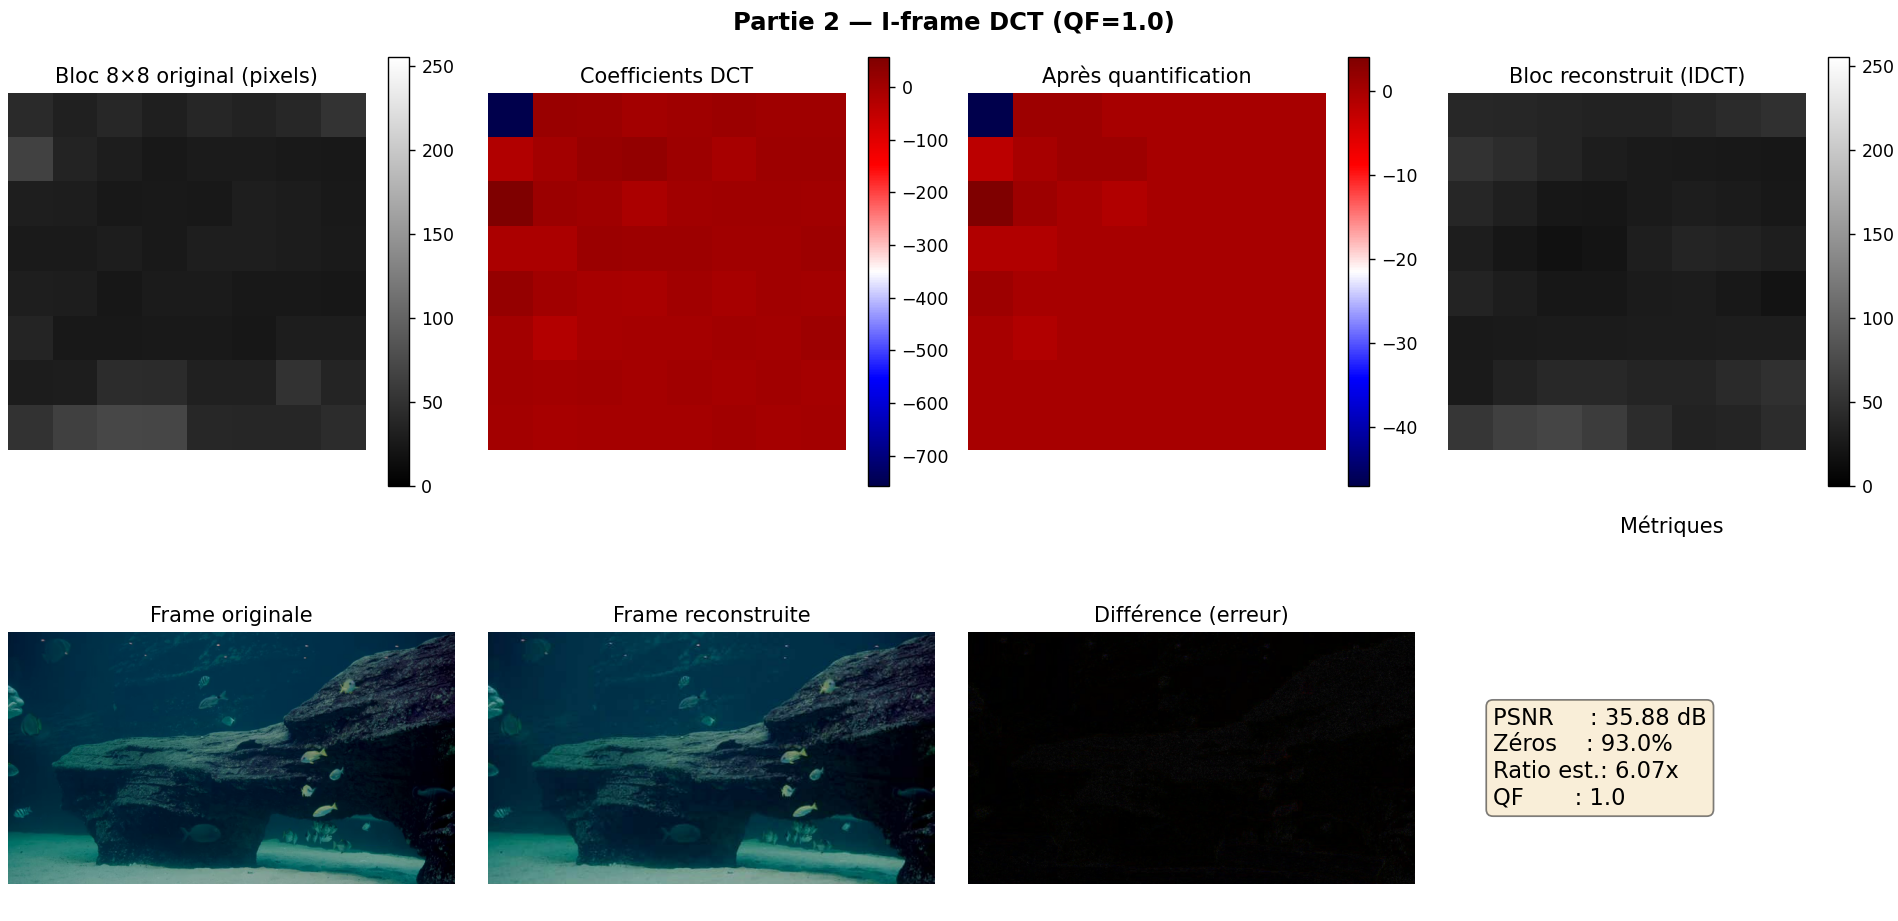 Partie 2 — I-frame DCT (QF=1.0)
Bloc 8×8 original (pixels)
250
200
150
100
50
0
Coefficients DCT
0
−100
−200
−300
−400
−500
−600
−700
Après quantification
0
−10
−20
−30
−40
Bloc reconstruit (IDCT)
250
200
150
100
50
0
Frame originale
Frame reconstruite
Différence (erreur)
Métriques
PSNR : 35.88 dB
Zéros : 93.0%
Ratio est.: 6.07x
QF : 1.0